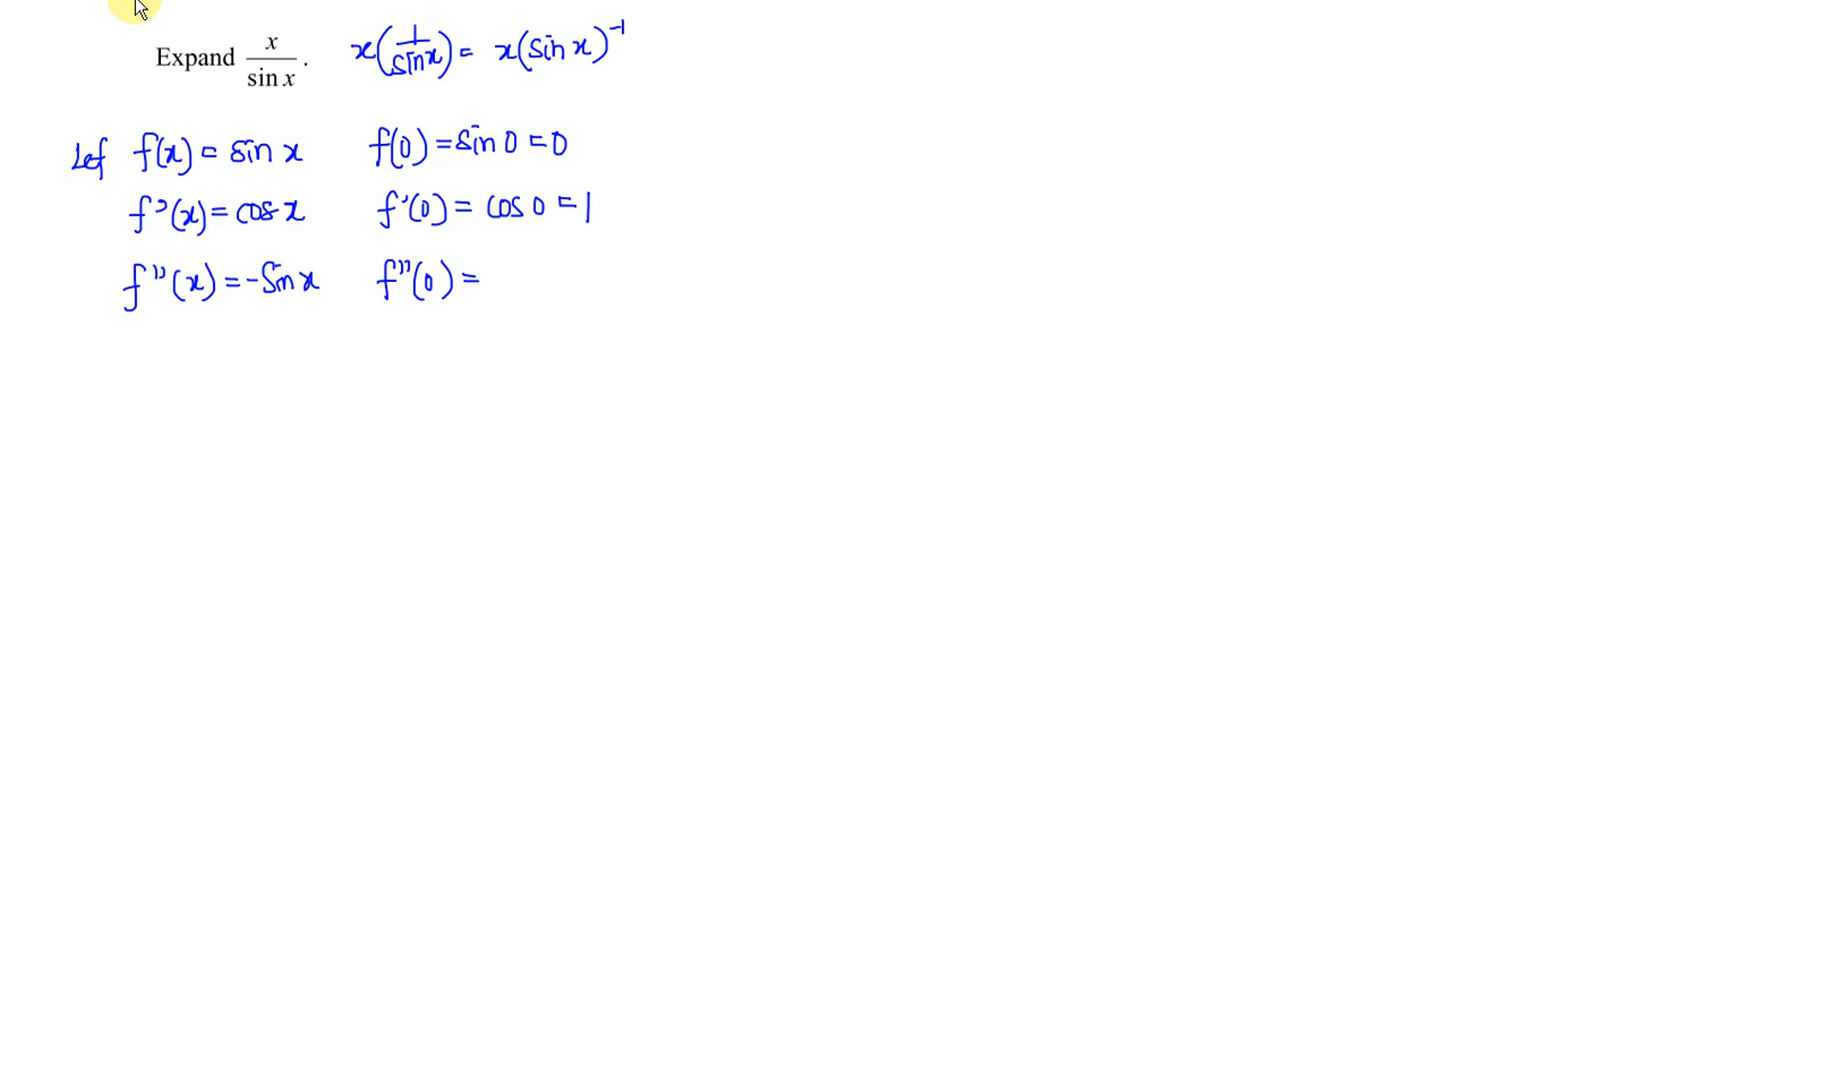 Expand x/sin x. x(1/sin x) = x(sin x)⁻¹
Let f(x) = sin x f(0) = sin 0 = 0
f'(x) = cos x f'(0) = cos 0 = 1
f''(x) = -sin x f''(0) =